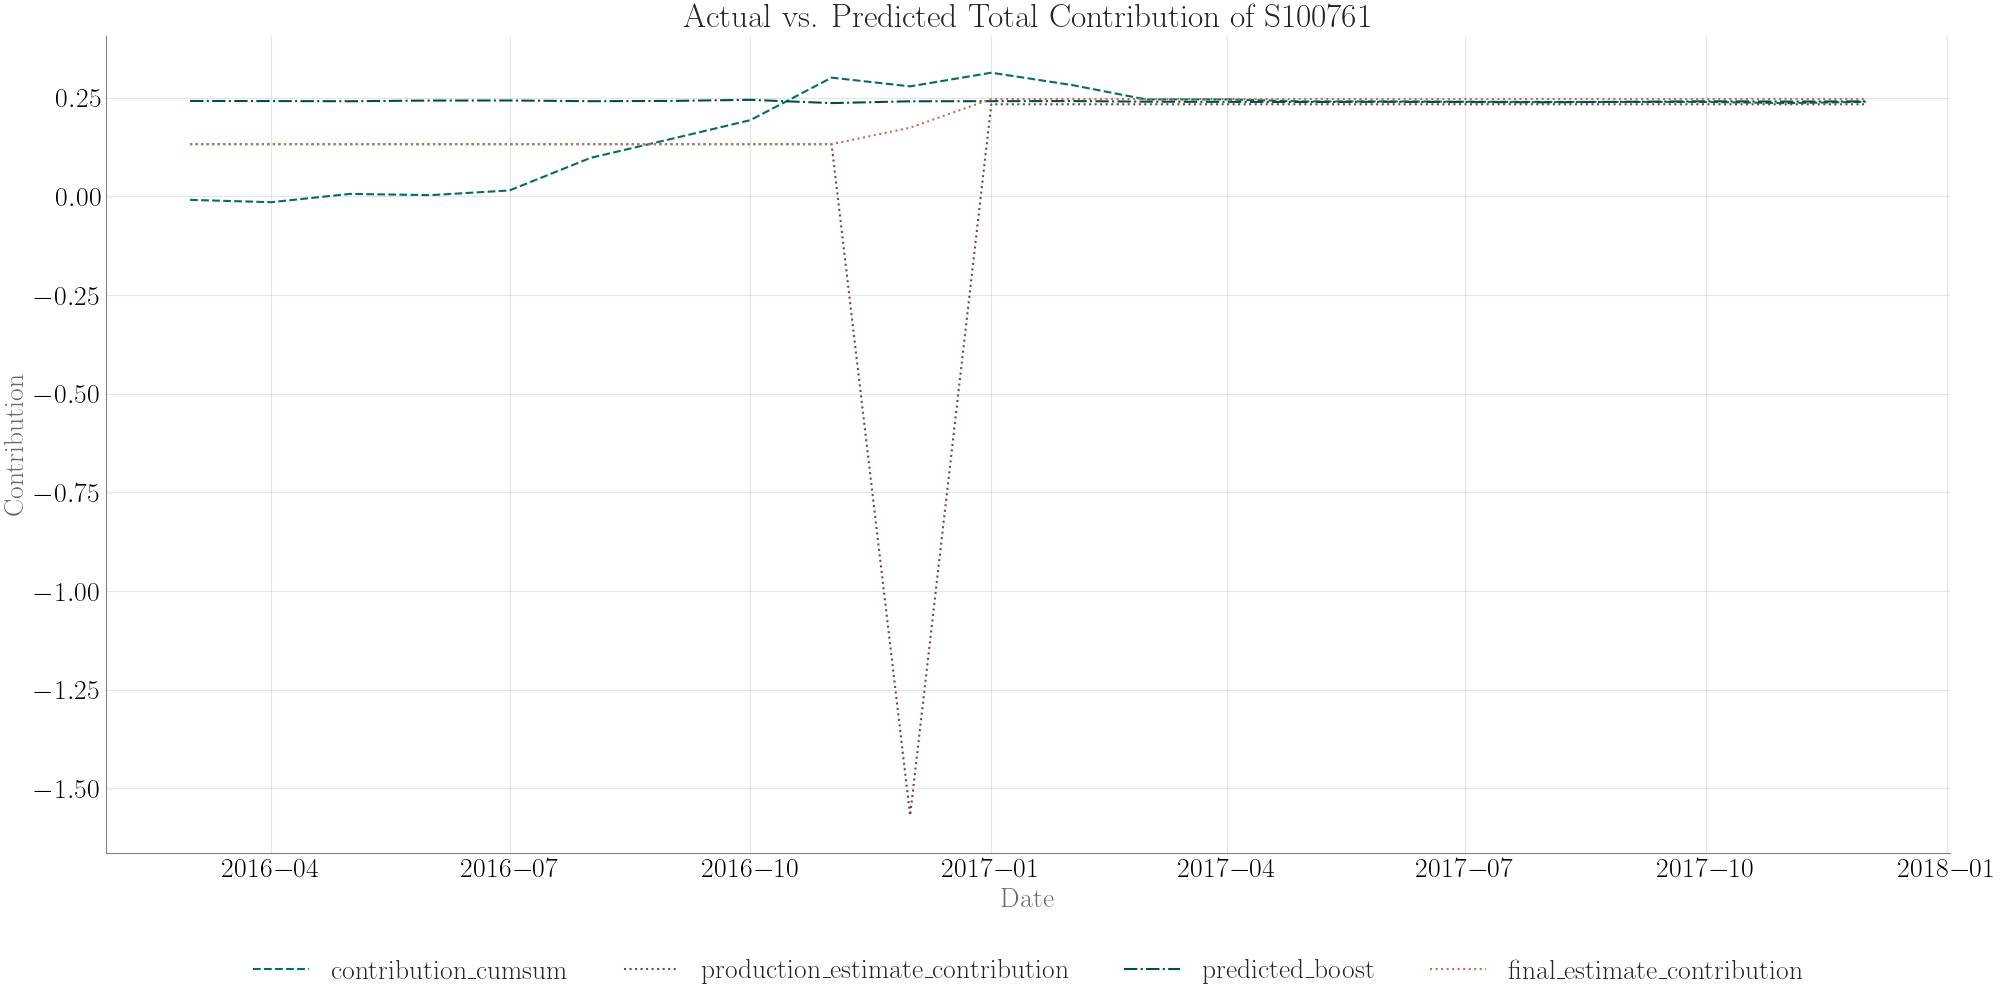 Actual vs. Predicted Total Contribution of S100761
0.25
0.00
−0.25
−0.50
−0.75
−1.00
−1.25
−1.50
Contribution
2016−04 2016−07 2016−10 2017−01 2017−04 2017−07 2017−10 2018−01
Date
contribution_cumsum production_estimate_contribution predicted_boost final_estimate_contribution